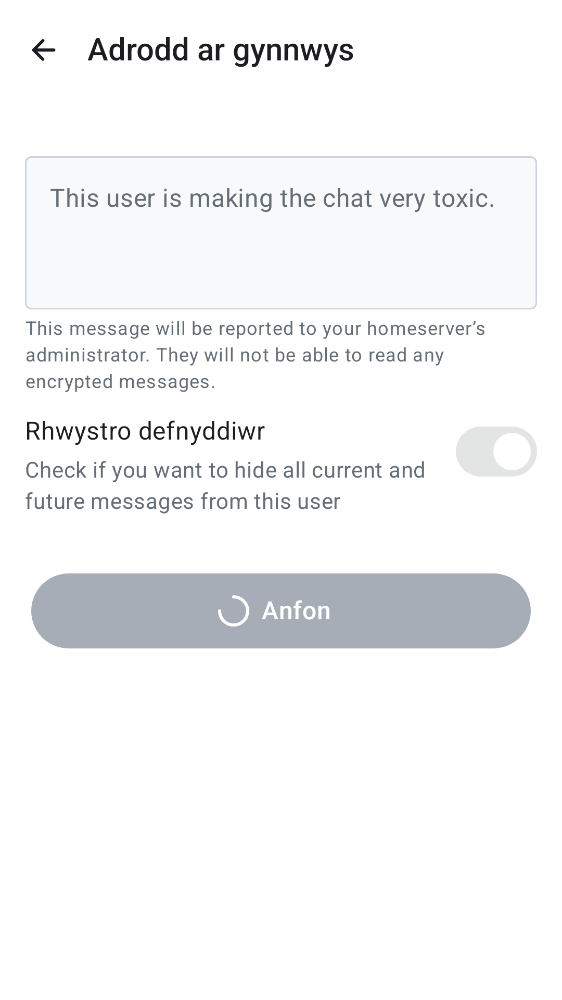 Adrodd ar gynnwys
This user is making the chat very toxic.
This message will be reported to your homeserver’s
administrator. They will not be able to read any
encrypted messages.
Rhwystro defnyddiwr
Check if you want to hide all current and
future messages from this user
Anfon